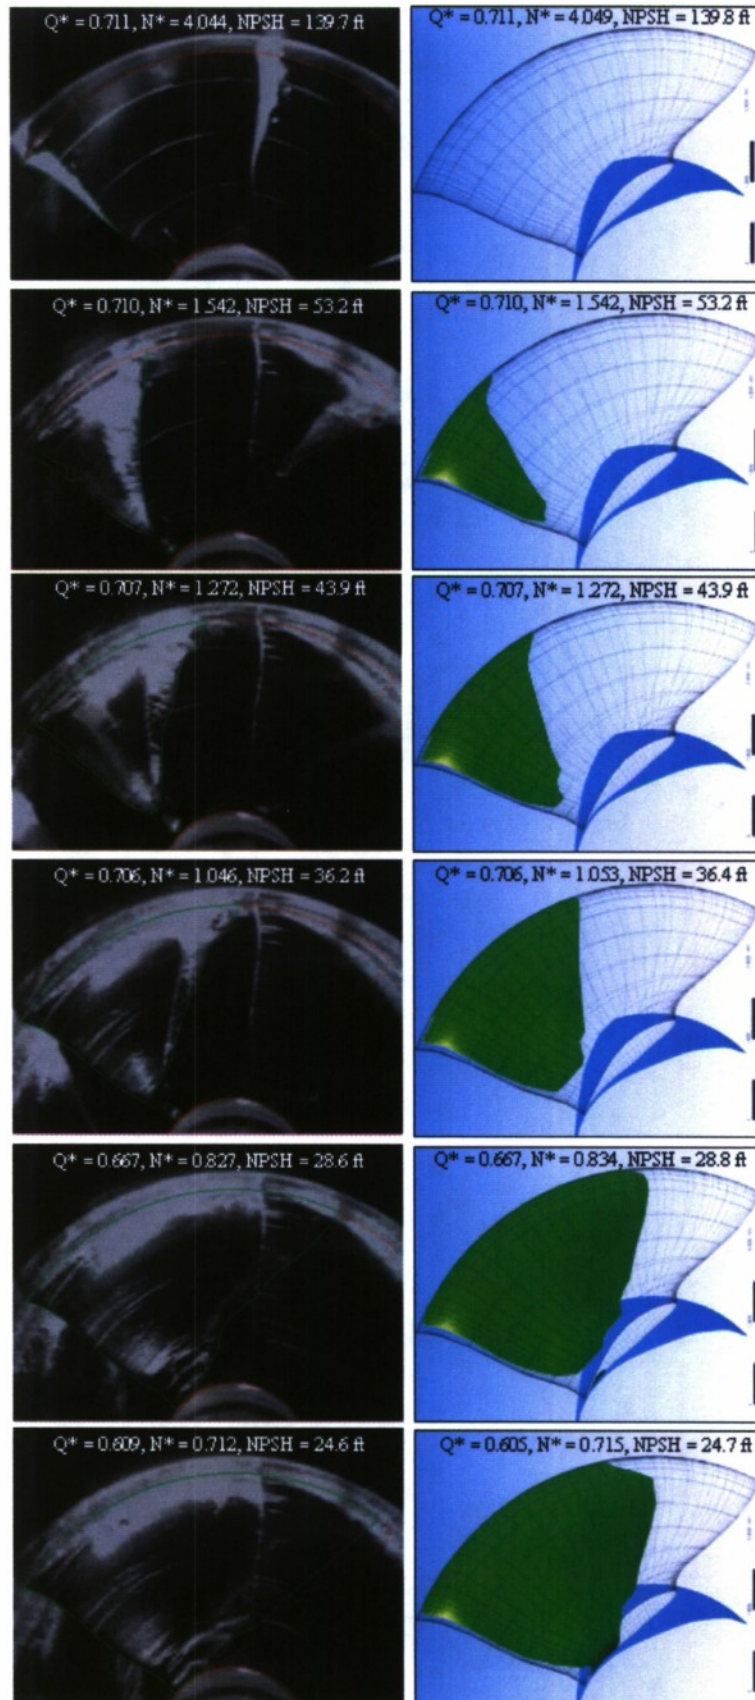 Q* = 0.711, N* = 4.044, NPSH = 139.7 ft
Q* = 0.711, N* = 4.049, NPSH = 139.8 ft
Q* = 0.710, N* = 1.542, NPSH = 53.2 ft
Q* = 0.710, N* = 1.542, NPSH = 53.2 ft
Q* = 0.707, N* = 1.272, NPSH = 43.9 ft
Q* = 0.707, N* = 1.272, NPSH = 43.9 ft
Q* = 0.706, N* = 1.046, NPSH = 36.2 ft
Q* = 0.706, N* = 1.053, NPSH = 36.4 ft
Q* = 0.667, N* = 0.827, NPSH = 28.6 ft
Q* = 0.667, N* = 0.834, NPSH = 28.8 ft
Q* = 0.609, N* = 0.712, NPSH = 24.6 ft
Q* = 0.605, N* = 0.715, NPSH = 24.7 ft